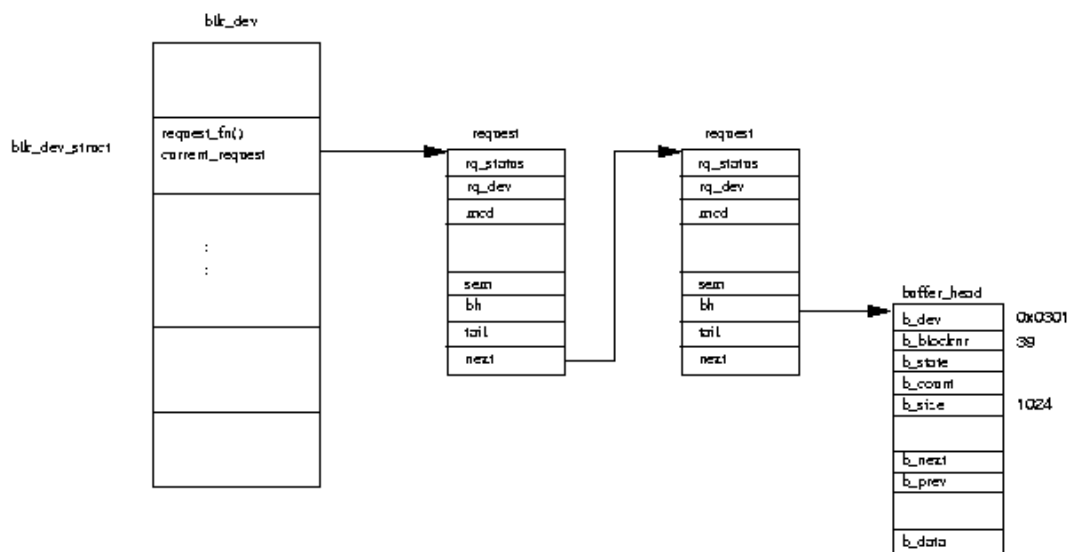 blk_dev
blk_dev_struct
request_fn()
current_request
:
:
request
rq_status
rq_dev
mcd
sem
bh
tail
next
request
rq_status
rq_dev
mcd
sem
bh
tail
next
buffer_head
b_dev 0x0301
b_blocknr 39
b_state
b_count
b_size 1024
b_next
b_prev
b_data